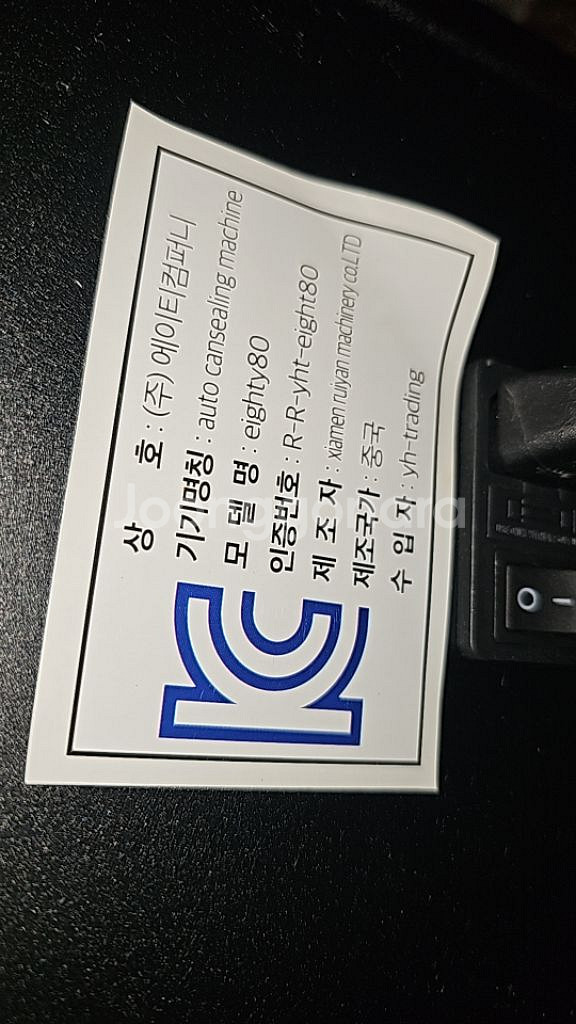 상 호 : (주) 에이티컴퍼니
기기명칭 : auto cansealing machine
모 델 명 : eighty80
인증번호 : R-R-yht-eight80
제 조 자 : xiamen ruiyan machinery co.LTD
제조국가 : 중국
수 입 자 : yh-trading
KC
Joonggonara